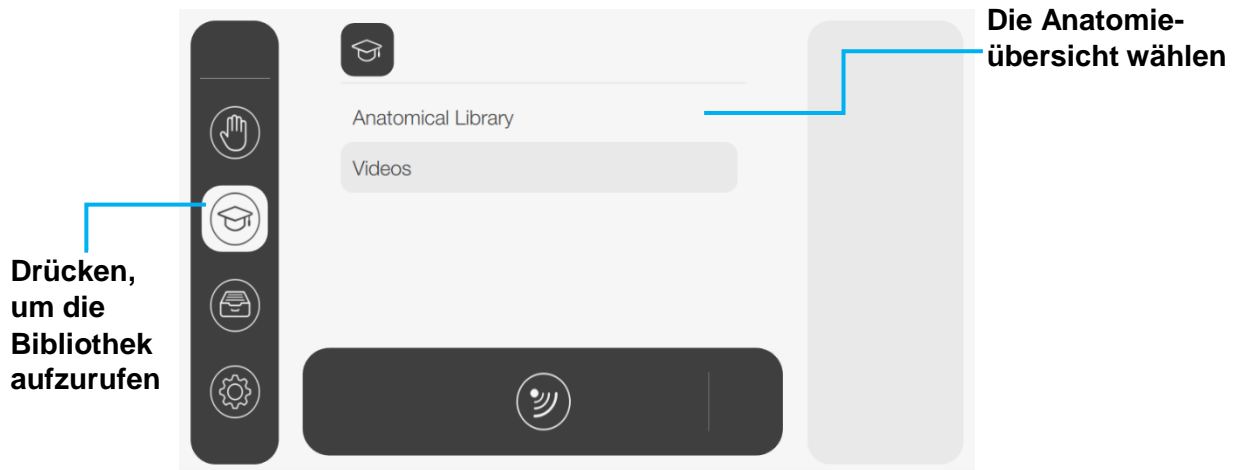 Die Anatomie-
übersicht wählen
Anatomical Library
Videos
Drücken,
um die
Bibliothek
aufzurufen